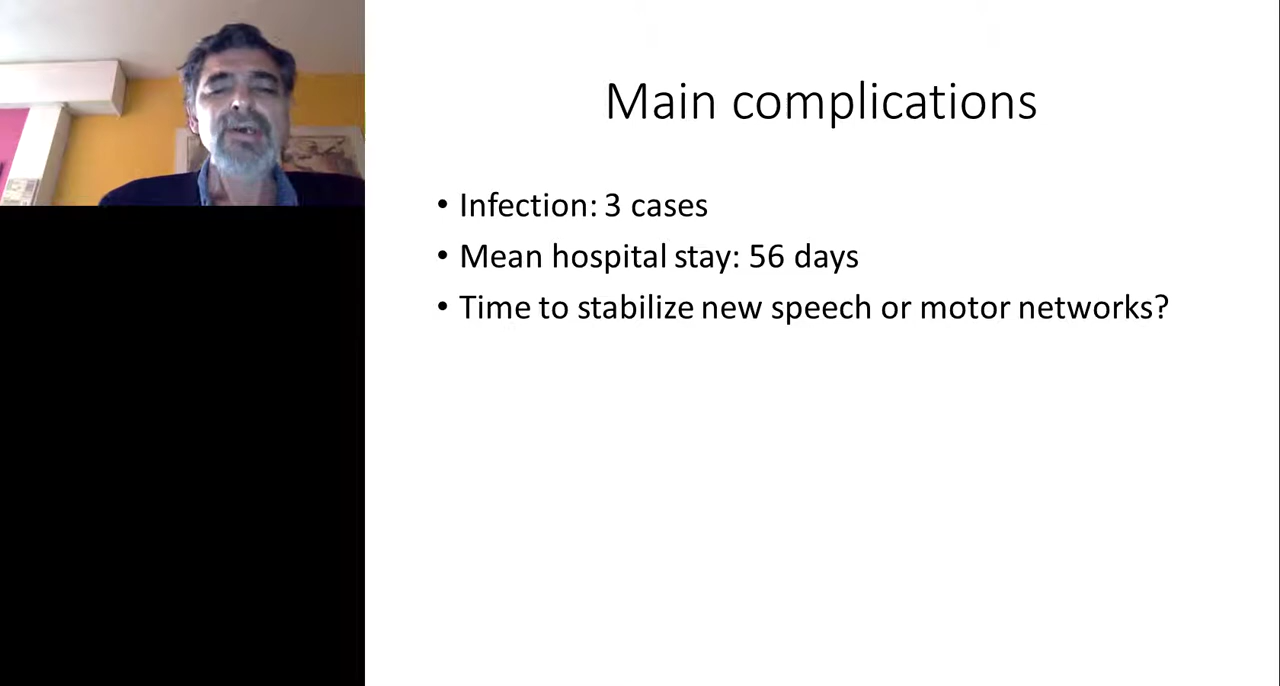 Main complications
• Infection: 3 cases
• Mean hospital stay: 56 days
• Time to stabilize new speech or motor networks?